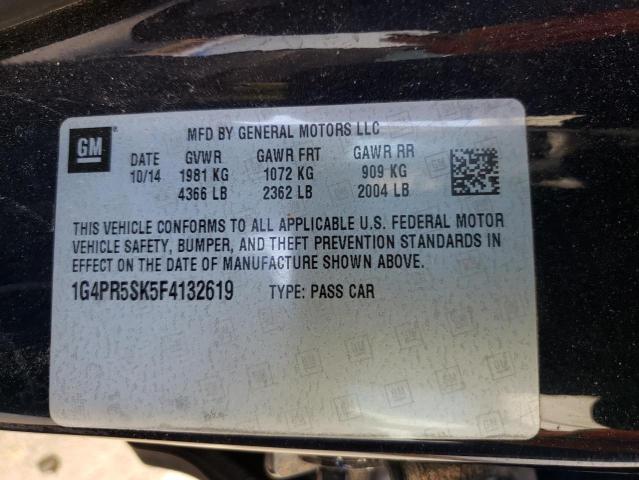 GM
MFD BY GENERAL MOTORS LLC
DATE GVWR GAWR FRT GAWR RR
10/14 1981 KG 1072 KG 909 KG
4366 LB 2362 LB 2004 LB
THIS VEHICLE CONFORMS TO ALL APPLICABLE U.S. FEDERAL MOTOR
VEHICLE SAFETY, BUMPER, AND THEFT PREVENTION STANDARDS IN
EFFECT ON THE DATE OF MANUFACTURE SHOWN ABOVE.
1G4PR5SK5F4132619 TYPE: PASS CAR